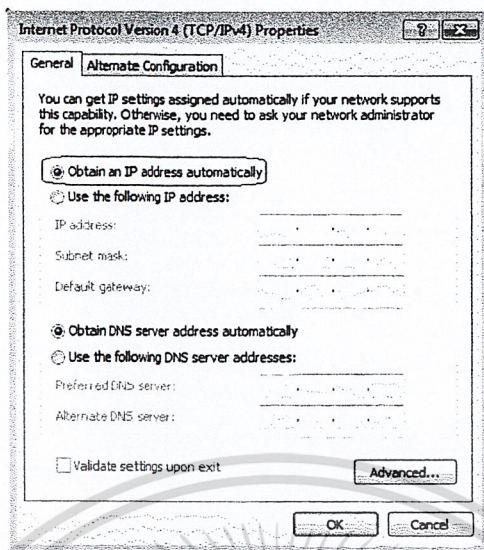 Internet Protocol Version 4 (TCP/IPv4) Properties
General Alternate Configuration
You can get IP settings assigned automatically if your network supports
this capability. Otherwise, you need to ask your network administrator
for the appropriate IP settings.
Obtain an IP address automatically
Use the following IP address:
IP address:
Subnet mask:
Default gateway:
Obtain DNS server address automatically
Use the following DNS server addresses:
Preferred DNS server:
Alternate DNS server:
Validate settings upon exit
Advanced...
OK Cancel